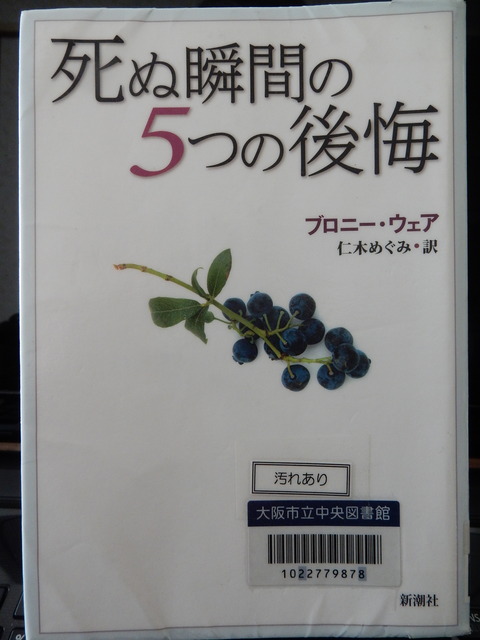 死ぬ瞬間の
5つの後悔
ブロニー・ウェア
仁木めぐみ・訳
汚れあり
大阪市立中央図書館
1022779878
新潮社